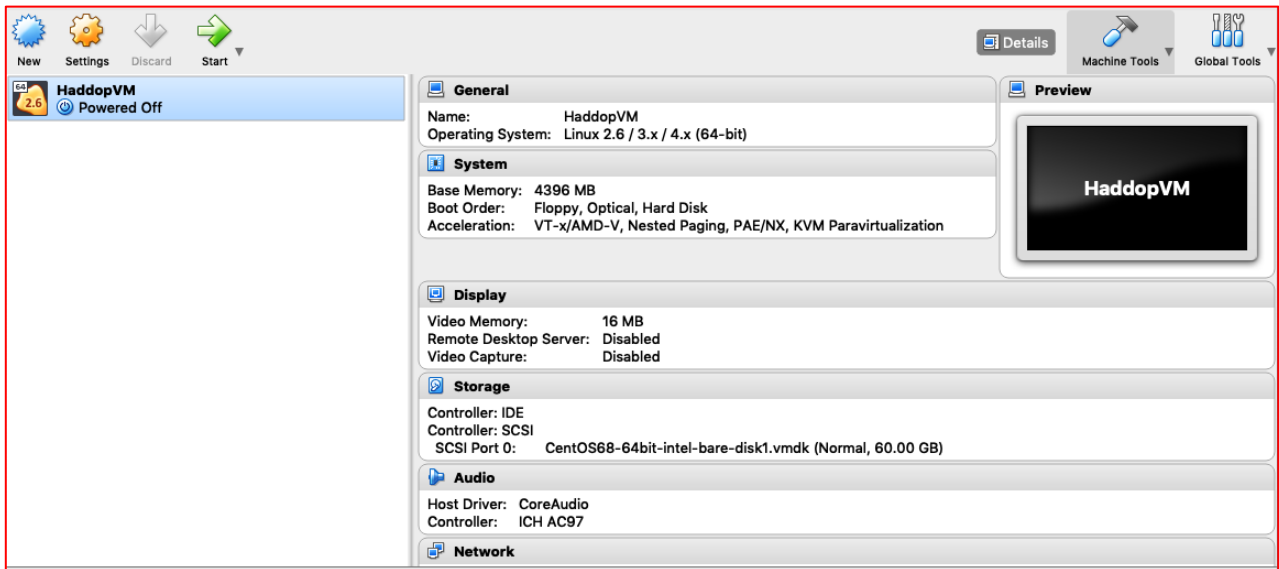 New Settings Discard Start
Details
Machine Tools Global Tools
64
2.6
HaddopVM
Powered Off
General
Name: HaddopVM
Operating System: Linux 2.6 / 3.x / 4.x (64-bit)
System
Base Memory: 4396 MB
Boot Order: Floppy, Optical, Hard Disk
Acceleration: VT-x/AMD-V, Nested Paging, PAE/NX, KVM Paravirtualization
Preview
HaddopVM
Display
Video Memory: 16 MB
Remote Desktop Server: Disabled
Video Capture: Disabled
Storage
Controller: IDE
Controller: SCSI
SCSI Port 0: CentOS68-64bit-intel-bare-disk1.vmdk (Normal, 60.00 GB)
Audio
Host Driver: CoreAudio
Controller: ICH AC97
Network